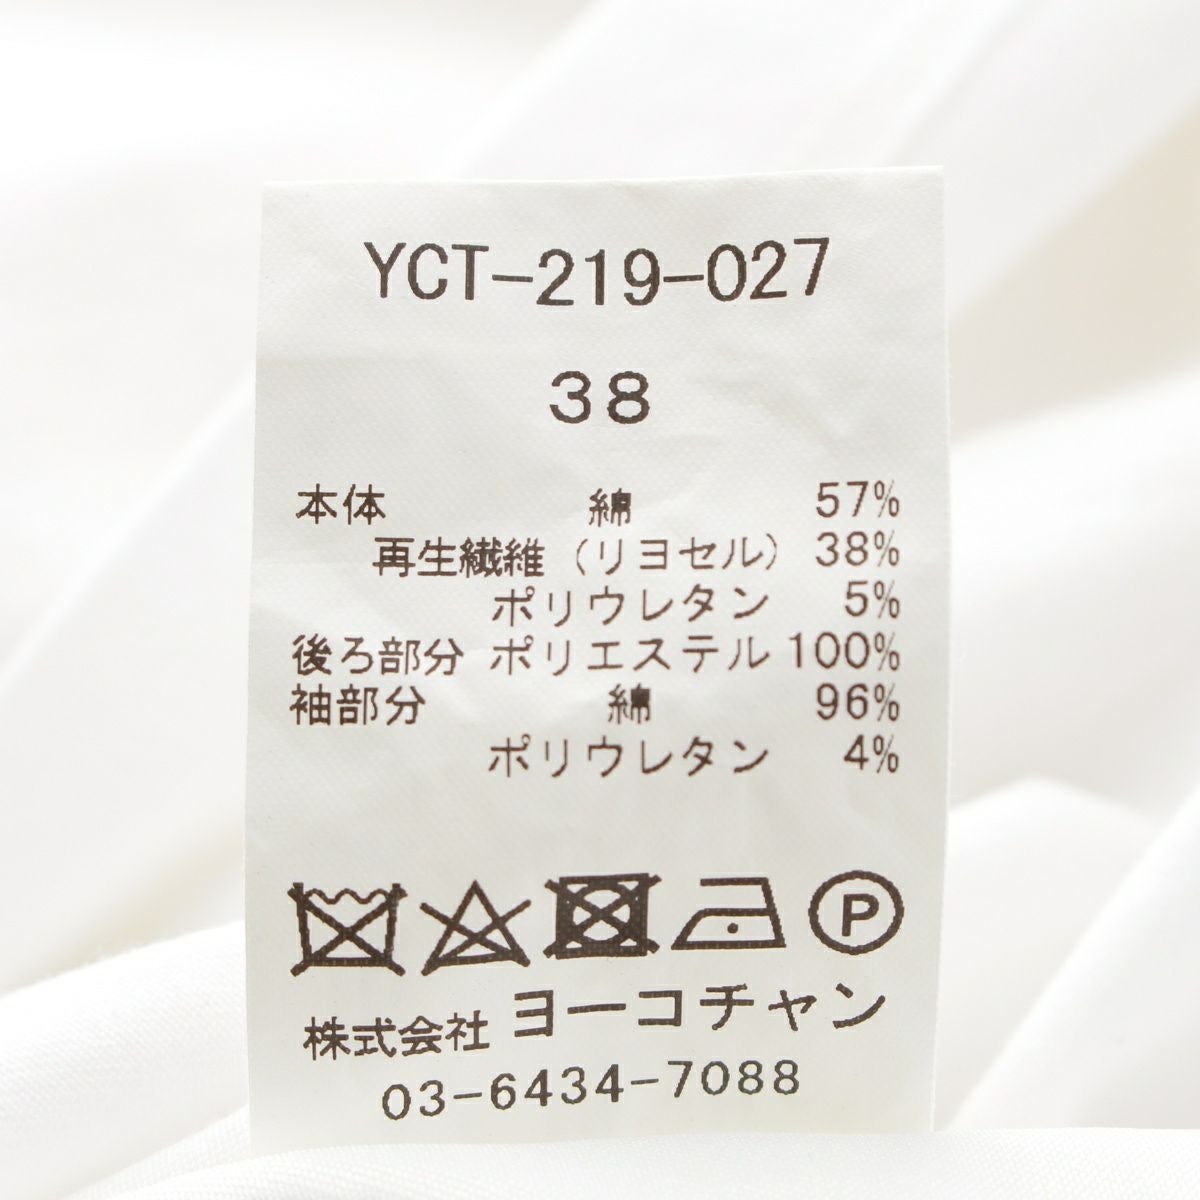 YCT-219-027
38
本体 綿 57%
再生繊維 (リヨセル) 38%
ポリウレタン 5%
後ろ部分 ポリエステル 100%
袖部分 綿 96%
ポリウレタン 4%
P
株式会社 ヨーコチャン
03-6434-7088